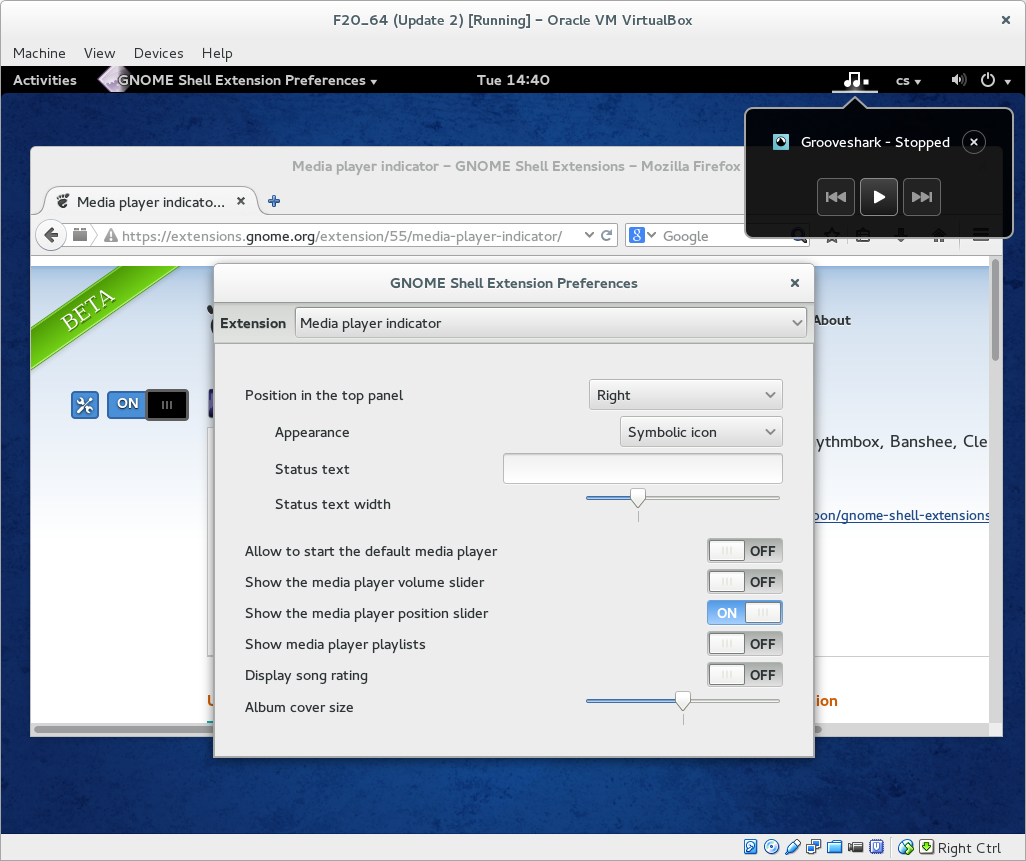 F20_64 (Update 2) [Running] – Oracle VM VirtualBox
Machine View Devices Help
Activities GNOME Shell Extension Preferences Tue 14:40 cs
Grooveshark - Stopped
Media player indicator – GNOME Shell Extensions – Mozilla Firefox
Media player indicato...
https://extensions.gnome.org/extension/55/media-player-indicator/ 8 Google
BETA
About
GNOME Shell Extension Preferences
Extension Media player indicator
ON
Position in the top panel Right
Appearance Symbolic icon
ythmbox, Banshee, Cle
Status text
Status text width
oon/gnome-shell-extensions
Allow to start the default media player OFF
Show the media player volume slider OFF
Show the media player position slider ON
Show media player playlists OFF
Display song rating OFF
Album cover size
U ion
Right Ctrl